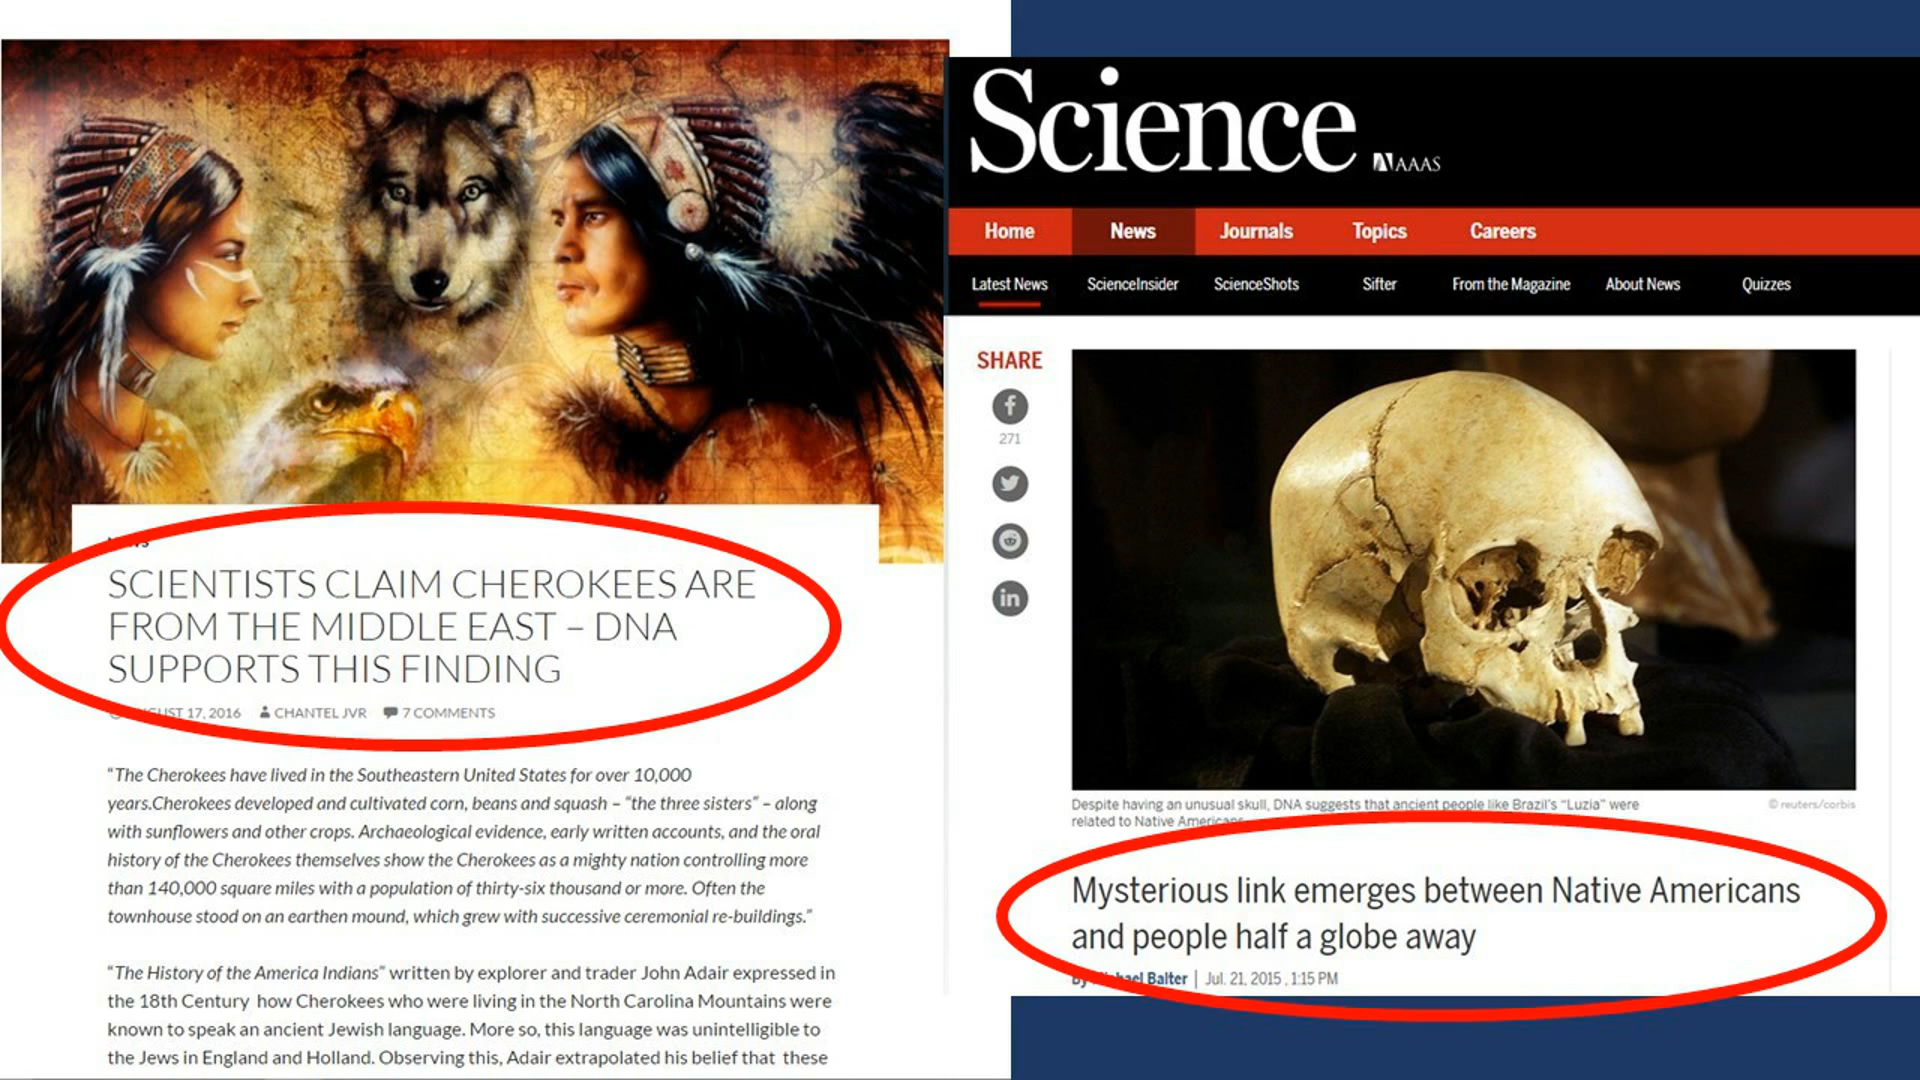 SCIENTISTS CLAIM CHEROKEES ARE
FROM THE MIDDLE EAST – DNA
SUPPORTS THIS FINDING
17, 2016 CHANTEL JVR 7 COMMENTS
“The Cherokees have lived in the Southeastern United States for over 10,000
years.Cherokees developed and cultivated corn, beans and squash – “the three sisters” – along
with sunflowers and other crops. Archaeological evidence, early written accounts, and the oral
history of the Cherokees themselves show the Cherokees as a mighty nation controlling more
than 140,000 square miles with a population of thirty-six thousand or more. Often the
townhouse stood on an earthen mound, which grew with successive ceremonial re-buildings.”
“The History of the America Indians” written by explorer and trader John Adair expressed in
the 18th Century how Cherokees who were living in the North Carolina Mountains were
known to speak an ancient Jewish language. More so, this language was unintelligible to
the Jews in England and Holland. Observing this, Adair extrapolated his belief that these
Science AAAS
Home News Journals Topics Careers
Latest News ScienceInsider ScienceShots Sifter From the Magazine About News Quizzes
SHARE
271
Despite having an unusual skull, DNA suggests that ancient people like Brazil's “Luzia” were
related to Native Americans.
© reuters/corbis
Mysterious link emerges between Native Americans
and people half a globe away
By Michael Balter | Jul. 21, 2015 , 1:15 PM